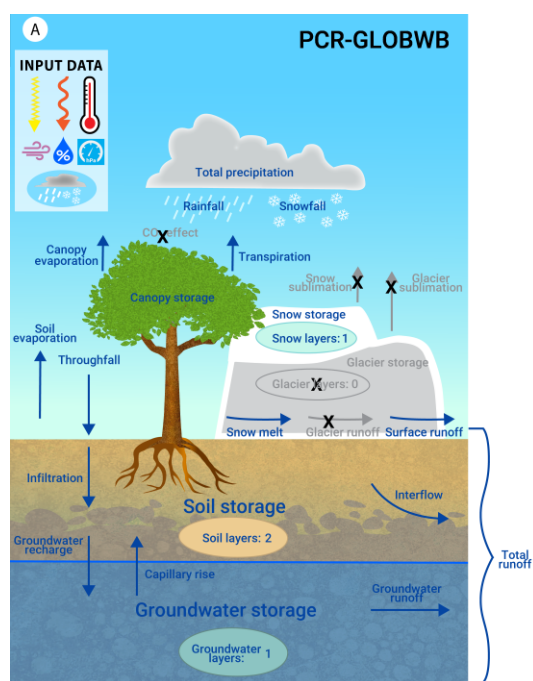 A
PCR-GLOBWB
INPUT DATA
%
hPa
Total precipitation
Rainfall
Snowfall
CO₂ effect
X
Canopy
evaporation
Transpiration
Snow
sublimation
X
Glacier
sublimation
X
Canopy storage
Snow storage
Snow layers: 1
Soil
evaporation
Throughfall
Glacier storage
Glacier layers: 0
X
Snow melt
Glacier runoff
X
Surface runoff
Infiltration
Soil storage
Interflow
Soil layers: 2
Groundwater
recharge
Capillary rise
Total
runoff
Groundwater storage
Groundwater
runoff
Groundwater
layers: 1